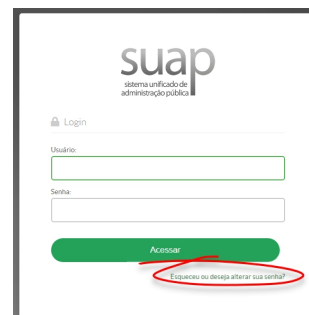 suap
sistema unificado de
administração pública
Login
Usuário:
Senha:
Acessar
Esqueceu ou deseja alterar sua senha?